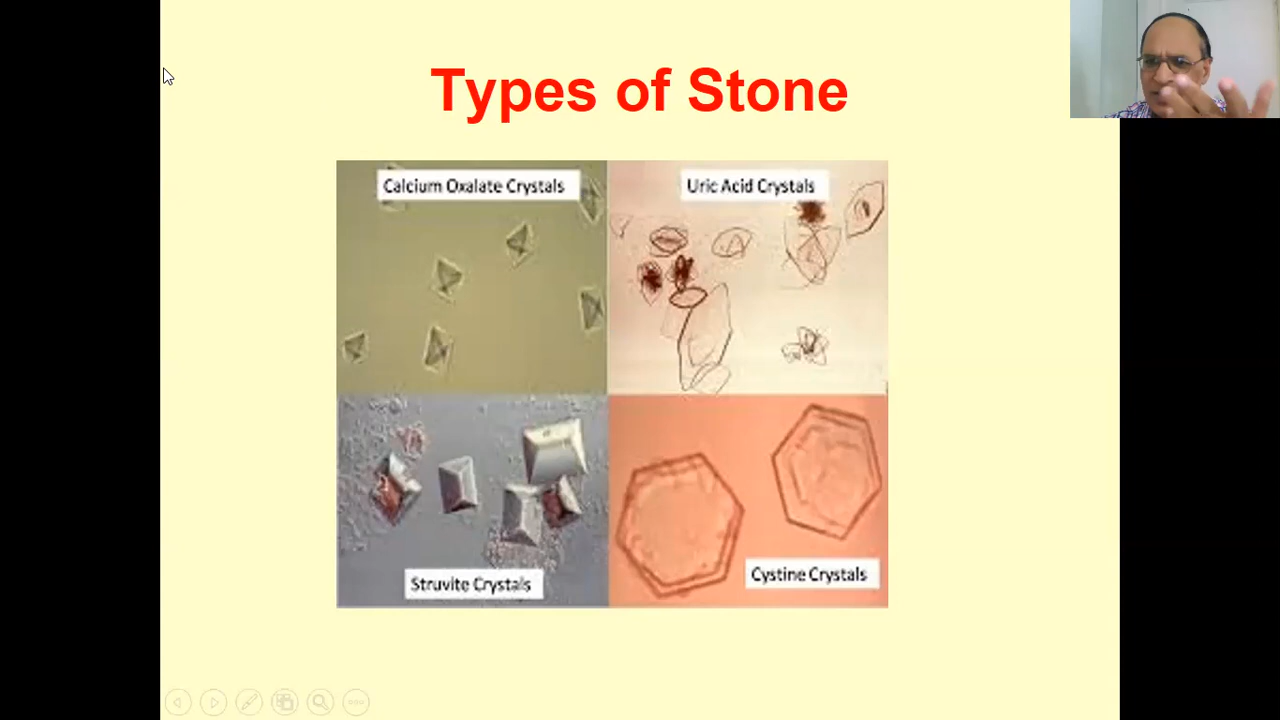 Types of Stone
Calcium Oxalate Crystals
Uric Acid Crystals
Struvite Crystals
Cystine Crystals